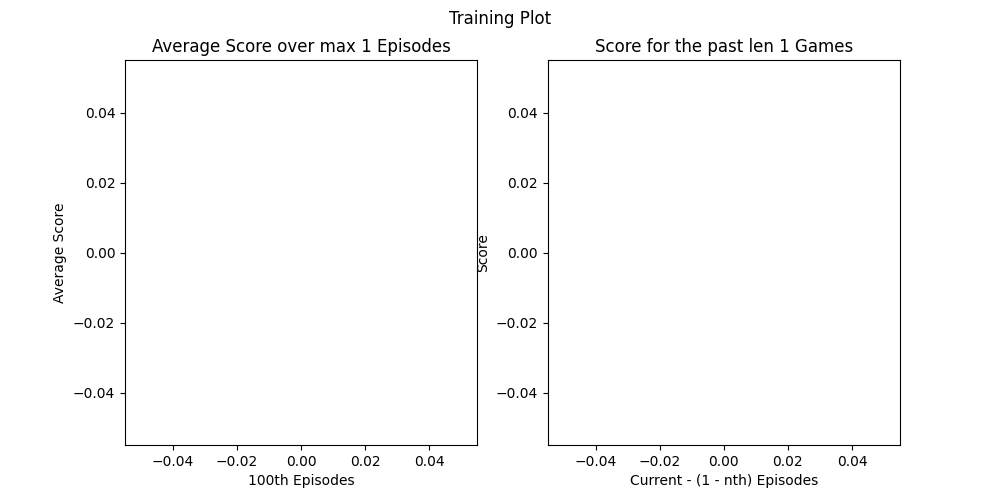 Training Plot
Average Score over max 1 Episodes
Average Score
0.04
0.02
0.00
−0.02
−0.04
−0.04 −0.02 0.00 0.02 0.04
100th Episodes
Score for the past len 1 Games
Score
0.04
0.02
0.00
−0.02
−0.04
−0.04 −0.02 0.00 0.02 0.04
Current - (1 - nth) Episodes